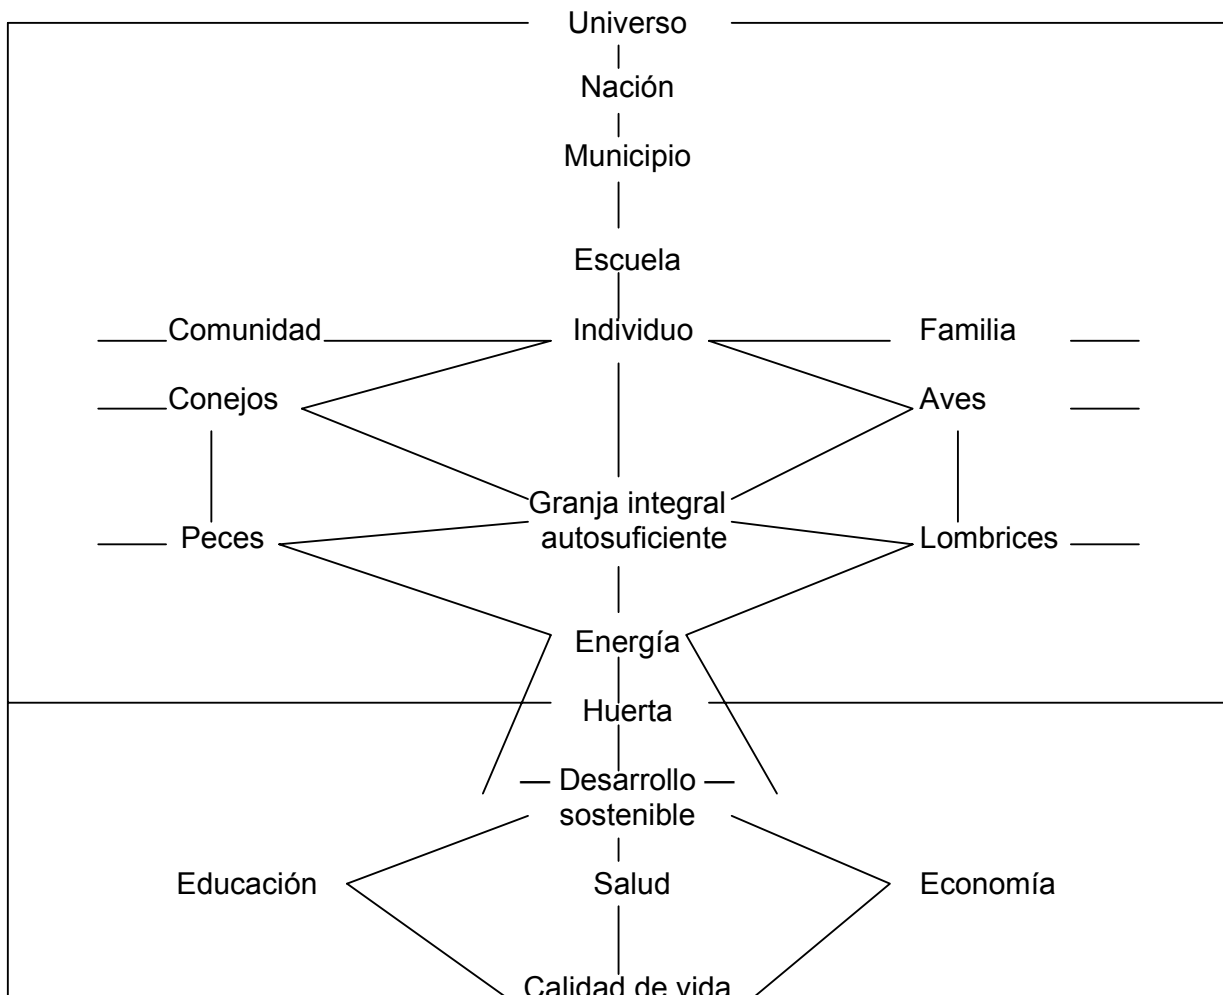 Universo
Nación
Municipio
Escuela
Comunidad Individuo Familia
Conejos Aves
Granja integral
autosuficiente
Peces Lombrices
Energía
Huerta
Desarrollo
sostenible
Educación Salud Economía
Calidad de vida